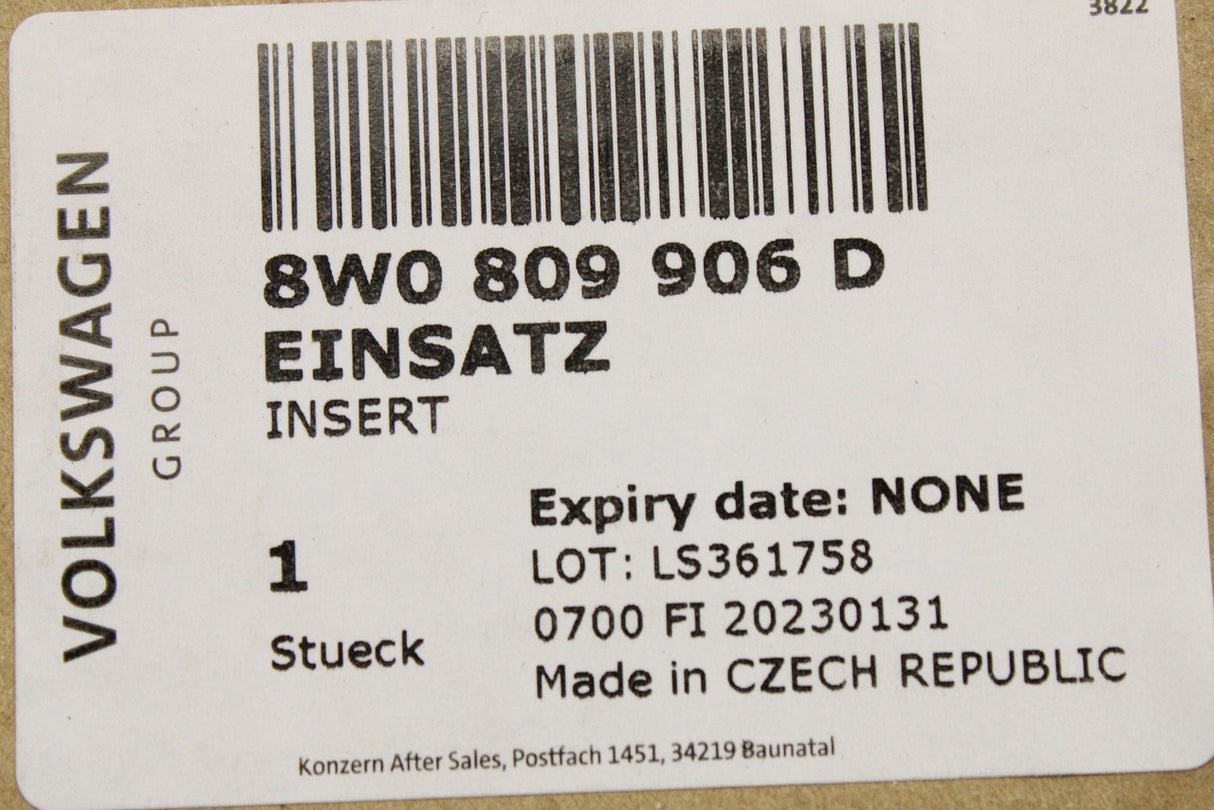 3822
VOLKSWAGEN
GROUP
8W0 809 906 D
EINSATZ
INSERT
1
Stueck
Expiry date: NONE
LOT: LS361758
0700 FI 20230131
Made in CZECH REPUBLIC
Konzern After Sales, Postfach 1451, 34219 Baunatal